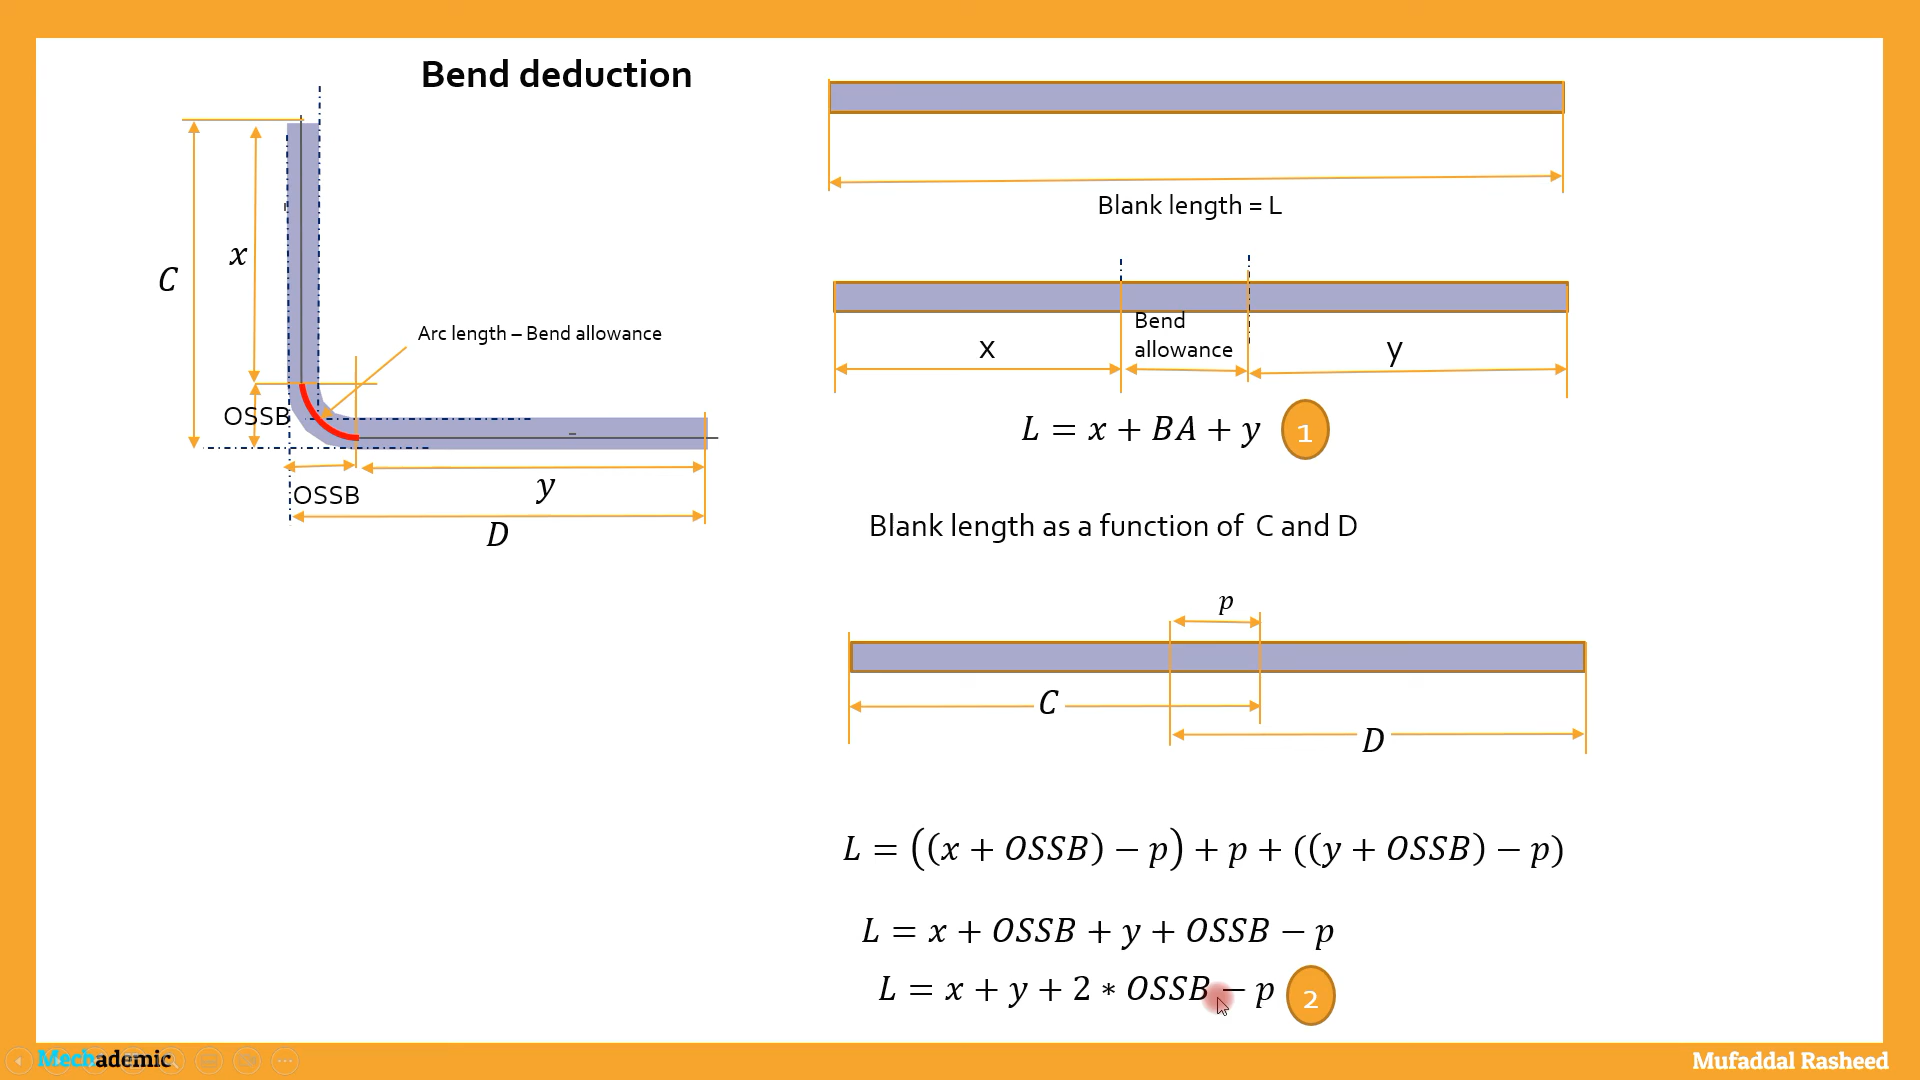 Bend deduction
C
x
Arc length – Bend allowance
OSSB
OSSB
y
D
Blank length = L
x
Bend
allowance
y
L = x + BA + y
1
Blank length as a function of C and D
p
C
D
L = ((x + OSSB) − p) + p + ((y + OSSB) − p)
L = x + OSSB + y + OSSB − p
L = x + y + 2 * OSSB − p
2
Mechademic
Mufaddal Rasheed